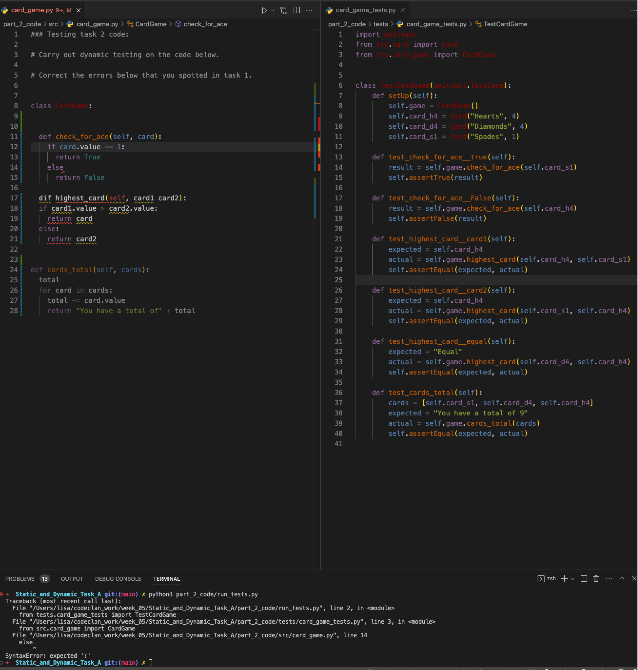 card_game.py 9+, M
part_2_code > src > card_game.py > CardGame > check_for_ace
1 ### Testing task 2 code:
2
3 # Carry out dynamic testing on the code below.
4
5 # Correct the errors below that you spotted in task 1.
6
7
8 class CardGame:
9
10
11 def check_for_ace(self, card):
12 if card.value == 1:
13 return True
14 else
15 return False
16
17 dif highest_card(self, card1 card2):
18 if card1.value > card2.value:
19 return card
20 else:
21 return card2
22
23
24 def cards_total(self, cards):
25 total
26 for card in cards:
27 total += card.value
28 return "You have a total of" + total
card_game_tests.py
part_2_code > tests > card_game_tests.py > TestCardGame
1 import unittest
2 from src.card import Card
3 from src.card_game import CardGame
4
5
6 class TestCardGame(unittest.TestCase):
7 def setUp(self):
8 self.game = CardGame()
9 self.card_h4 = Card("Hearts", 4)
10 self.card_d4 = Card("Diamonds", 4)
11 self.card_s1 = Card("Spades", 1)
12
13 def test_check_for_ace__true(self):
14 result = self.game.check_for_ace(self.card_s1)
15 self.assertTrue(result)
16
17 def test_check_for_ace__False(self):
18 result = self.game.check_for_ace(self.card_h4)
19 self.assertFalse(result)
20
21 def test_highest_card__card1(self):
22 expected = self.card_h4
23 actual = self.game.highest_card(self.card_h4, self.card_s1)
24 self.assertEqual(expected, actual)
25
26 def test_highest_card__card2(self):
27 expected = self.card_h4
28 actual = self.game.highest_card(self.card_s1, self.card_h4)
29 self.assertEqual(expected, actual)
30
31 def test_highest_card__equal(self):
32 expected = "Equal"
33 actual = self.game.highest_card(self.card_d4, self.card_h4)
34 self.assertEqual(expected, actual)
35
36 def test_cards_total(self):
37 cards = [self.card_s1, self.card_d4, self.card_h4]
38 expected = "You have a total of 9"
39 actual = self.game.cards_total(cards)
40 self.assertEqual(expected, actual)
41
PROBLEMS 13 OUTPUT DEBUG CONSOLE TERMINAL zsh
→ Static_and_Dynamic_Task_A git:(main) ✗ python3 part_2_code/run_tests.py
Traceback (most recent call last):
File "/Users/lisa/codeclan_work/week_05/Static_and_Dynamic_Task_A/part_2_code/run_tests.py", line 2, in <module>
from tests.card_game_tests import TestCardGame
File "/Users/lisa/codeclan_work/week_05/Static_and_Dynamic_Task_A/part_2_code/tests/card_game_tests.py", line 3, in <module>
from src.card_game import CardGame
File "/Users/lisa/codeclan_work/week_05/Static_and_Dynamic_Task_A/part_2_code/src/card_game.py", line 14
else
^
SyntaxError: expected ':'
→ Static_and_Dynamic_Task_A git:(main) ✗